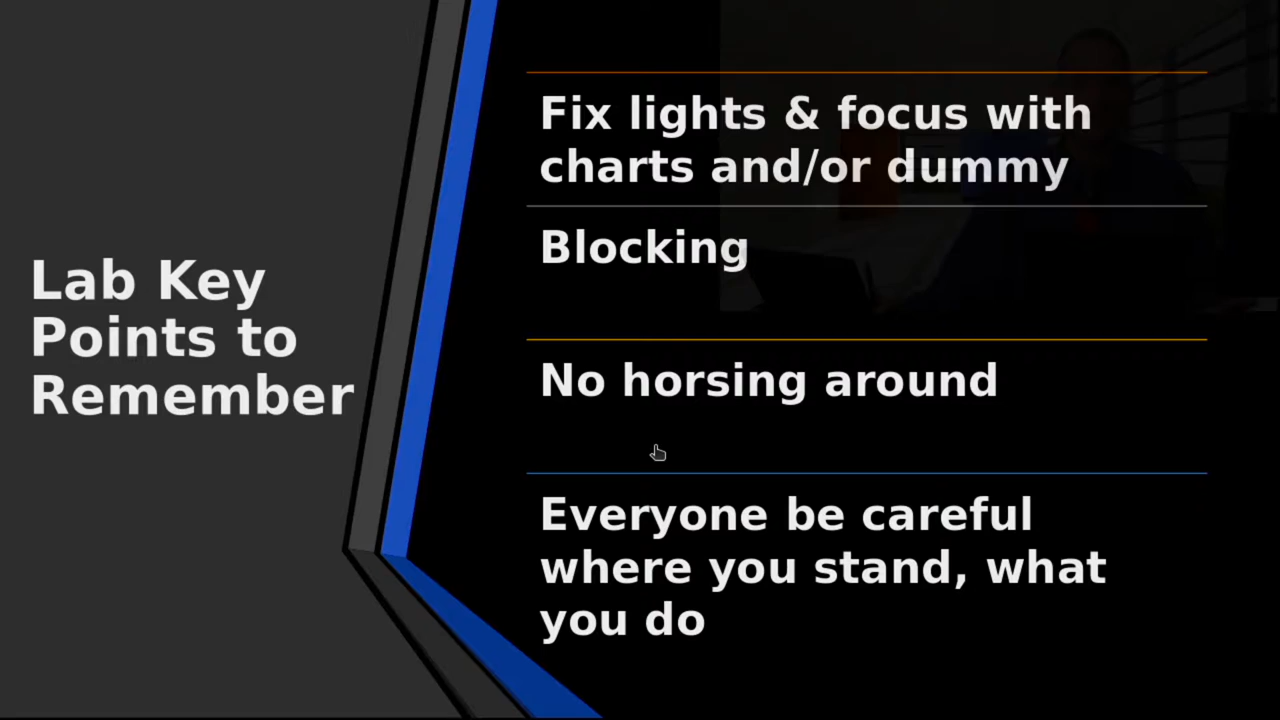 Lab Key
Points to
Remember
Fix lights & focus with
charts and/or dummy
Blocking
No horsing around
Everyone be careful
where you stand, what
you do